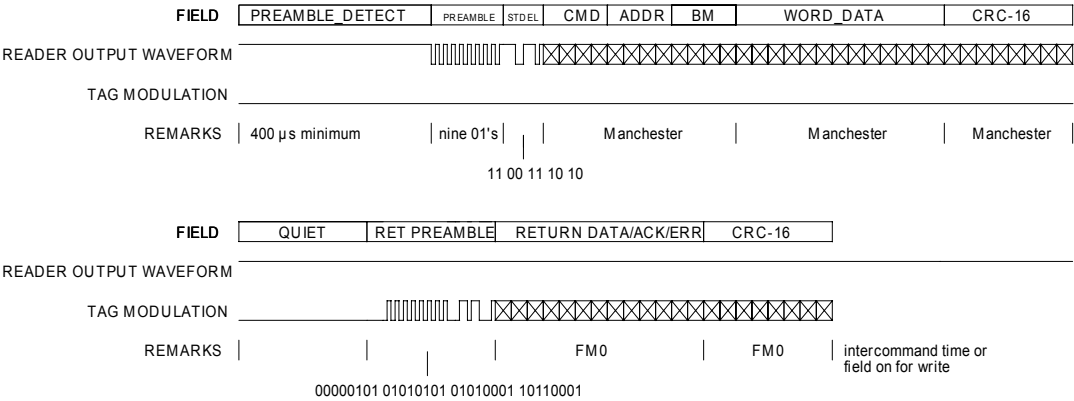 FIELD PREAMBLE_DETECT PREAMBLE STDEL CMD ADDR BM WORD_DATA CRC-16
READER OUTPUT WAVEFORM
TAG MODULATION
REMARKS 400 µs minimum nine 01's Manchester Manchester Manchester
11 00 11 10 10
FIELD QUIET RET PREAMBLE RETURN DATA/ACK/ERR CRC-16
READER OUTPUT WAVEFORM
TAG MODULATION
REMARKS FM0 FM0 intercommand time or
field on for write
00000101 01010101 01010001 10110001